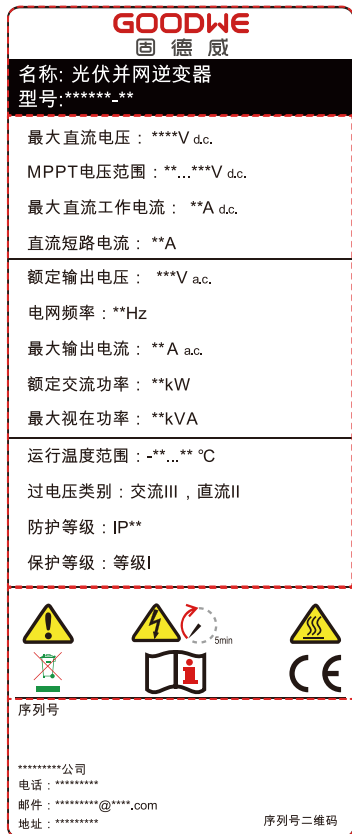 GOODWE
固德威
名称: 光伏并网逆变器
型号:******-**
最大直流电压： ****V d.c.
MPPT电压范围：**...***V d.c.
最大直流工作电流： **A d.c.
直流短路电流： **A
额定输出电压： ***V a.c.
电网频率：**Hz
最大输出电流： **A a.c.
额定交流功率： **kW
最大视在功率： **kVA
运行温度范围：-**...** ℃
过电压类别：交流III，直流II
防护等级：IP**
保护等级：等级I
5min
CE
序列号
*********公司
电话：*********
邮件：*********@****.com
地址：*********
序列号二维码